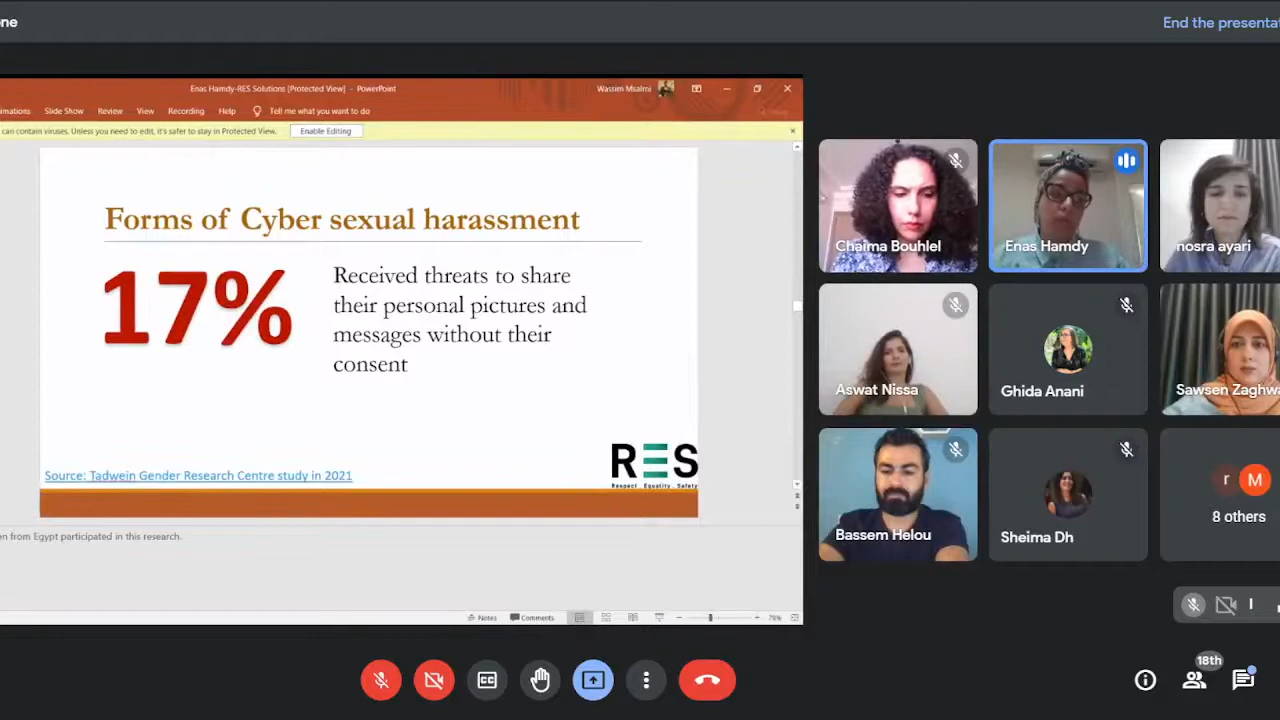 ne
End the presenta
Enas Hamdy-RES Solutions [Protected View] - PowerPoint
Wassim Msalmi
Slide Show Review View Recording Help Tell me what you want to do
can contain viruses. Unless you need to edit, it's safer to stay in Protected View. Enable Editing
Forms of Cyber sexual harassment
17%
Received threats to share
their personal pictures and
messages without their
consent
Source: Tadwein Gender Research Centre study in 2021
RES
Respect . Equality . Safety
en from Egypt participated in this research.
Notes Comments 78%
Chaima Bouhlel
Enas Hamdy
nosra ayari
Aswat Nissa
Ghida Anani
Sawsen Zaghwa
Bassem Helou
Sheima Dh
r M
8 others
CC
18th